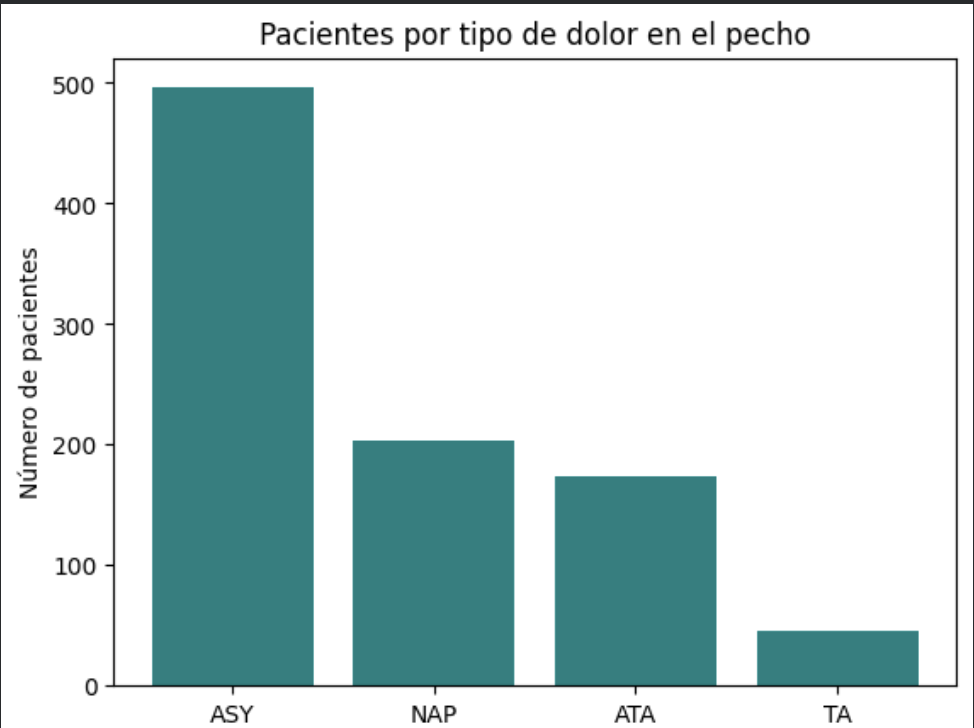 Pacientes por tipo de dolor en el pecho
Número de pacientes
500
400
300
200
100
0
ASY NAP ATA TA